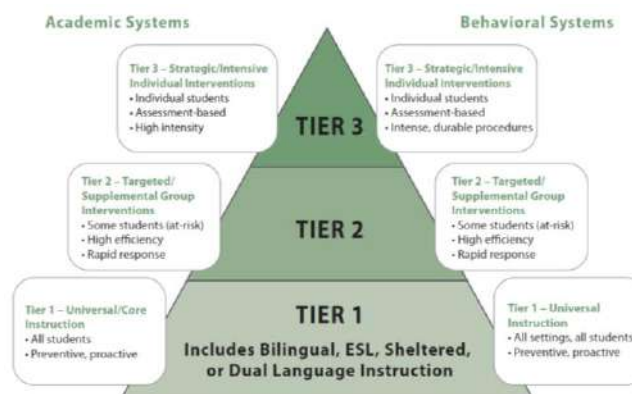 Academic Systems
Behavioral Systems
Tier 3 – Strategic/Intensive
Individual Interventions
• Individual students
• Assessment-based
• High intensity
TIER 3
Tier 3 – Strategic/Intensive
Individual Interventions
• Individual students
• Assessment-based
• Intense, durable procedures
Tier 2 – Targeted/
Supplemental Group
Interventions
• Some students (at-risk)
• High efficiency
• Rapid response
TIER 2
Tier 2 – Targeted/
Supplemental Group
Interventions
• Some students (at-risk)
• High efficiency
• Rapid response
Tier 1 – Universal/Core
Instruction
• All students
• Preventive, proactive
TIER 1
Includes Bilingual, ESL, Sheltered,
or Dual Language Instruction
Tier 1 – Universal
Instruction
• All settings, all students
• Preventive, proactive